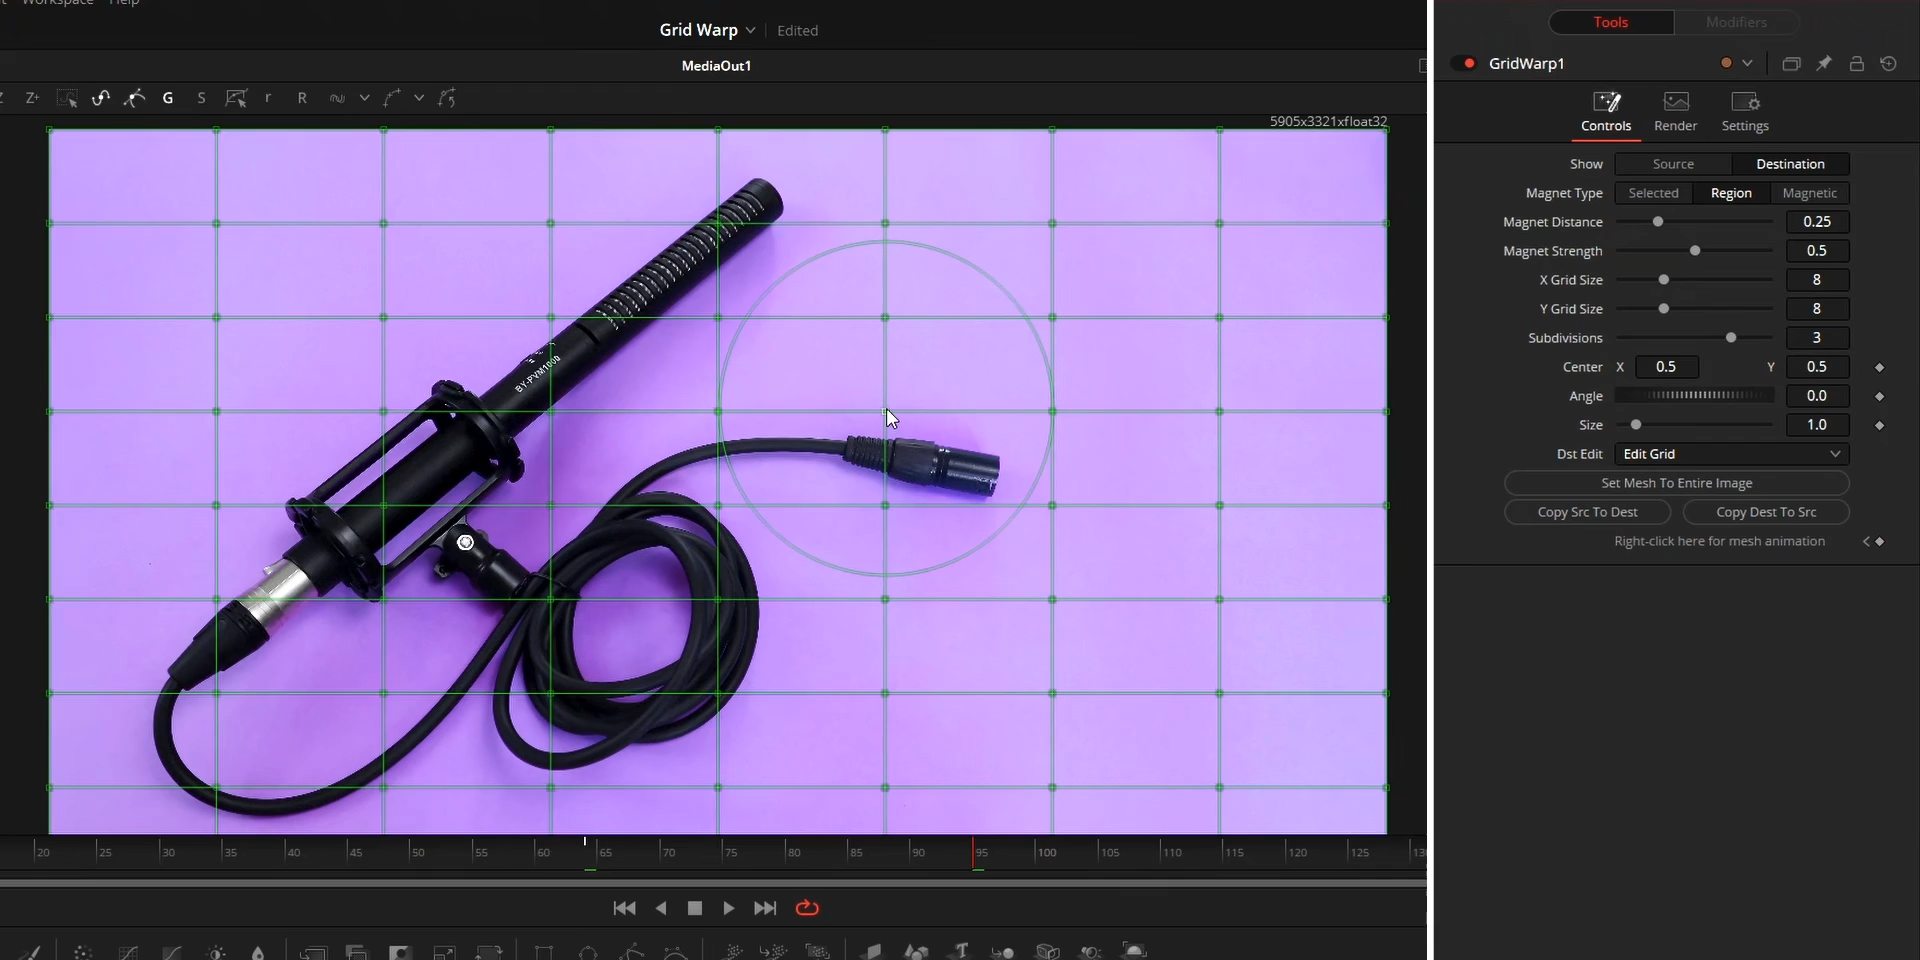 Workspace Help
Grid Warp Edited
MediaOut1
Z Z+ G S r R
5905x3321xfloat32
BY-PVM1000
20 25 30 35 40 45 50 55 60 65 70 75 80 85 90 95 100 105 110 115 120 125
Tools Modifiers
GridWarp1
Controls Render Settings
Show Source Destination
Magnet Type Selected Region Magnetic
Magnet Distance 0.25
Magnet Strength 0.5
X Grid Size 8
Y Grid Size 8
Subdivisions 3
Center X 0.5 Y 0.5
Angle 0.0
Size 1.0
Dst Edit Edit Grid
Set Mesh To Entire Image
Copy Src To Dest Copy Dest To Src
Right-click here for mesh animation